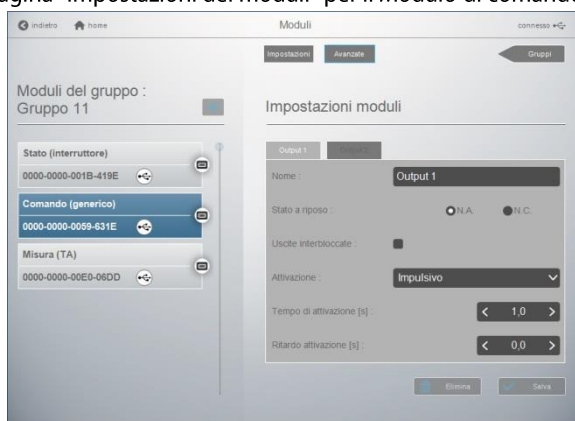 agina "Impostazioni dei moduli" per il modulo di comando
indietro home Moduli connesso
Impostazioni Avanzate Gruppi
Moduli del gruppo :
Gruppo 11
Impostazioni moduli
Stato (interruttore)
0000-0000-001B-419E
Comando (generico)
0000-0000-0059-631E
Misura (TA)
0000-0000-00E0-06DD
Output 1
Nome : Output 1
Stato a riposo : N.A. N.C.
Uscite interbloccate :
Attivazione : Impulsivo
Tempo di attivazione [s] : < 1,0 >
Ritardo attivazione [s] : < 0,0 >
Elimina Salva